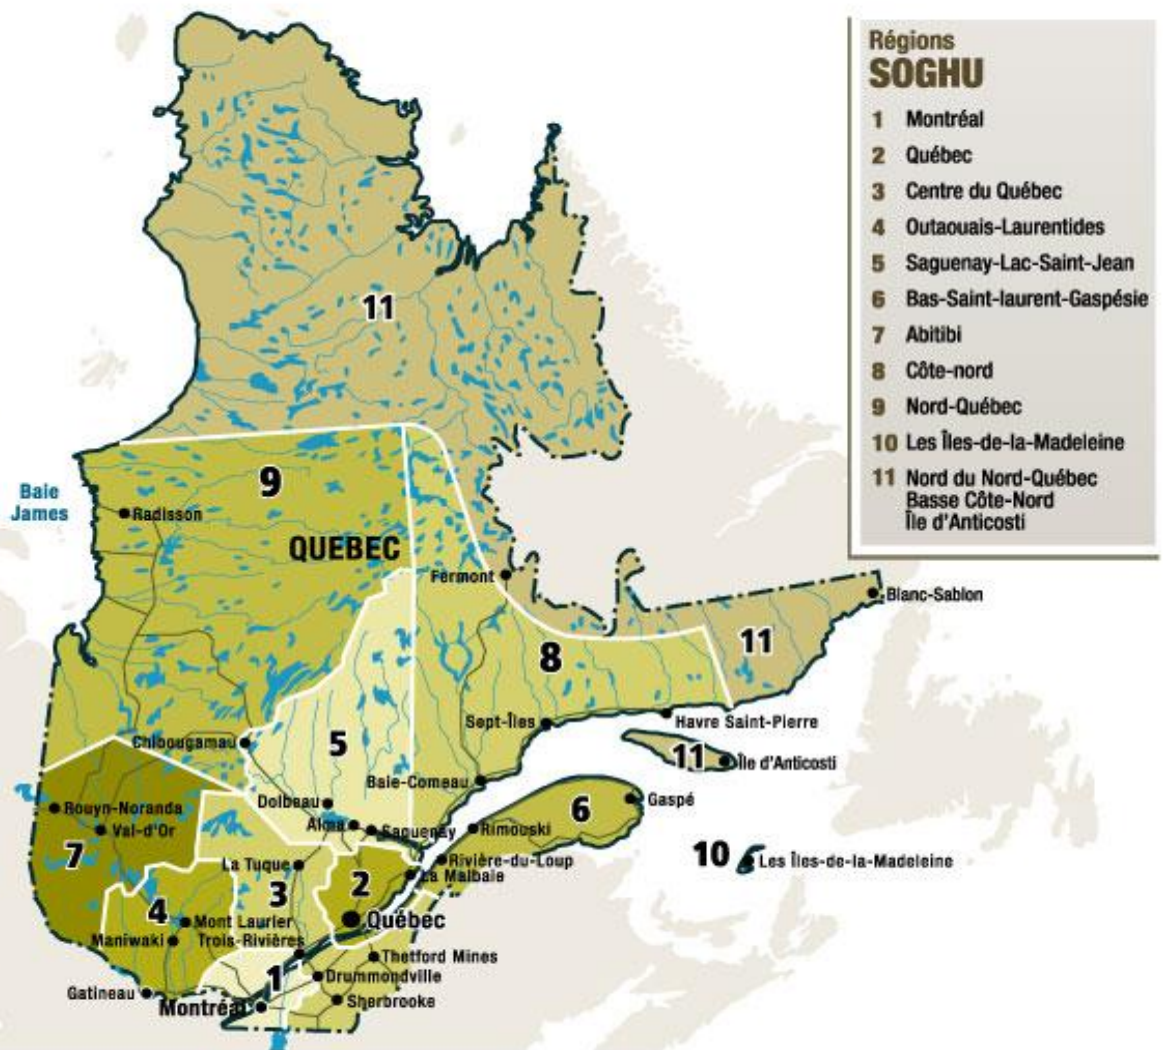 Régions
SOGHU
1 Montréal
2 Québec
3 Centre du Québec
4 Outaouais-Laurentides
5 Saguenay-Lac-Saint-Jean
6 Bas-Saint-laurent-Gaspésie
7 Abitibi
8 Côte-nord
9 Nord-Québec
10 Les Îles-de-la-Madeleine
11 Nord du Nord-Québec
Basse Côte-Nord
Île d'Anticosti
11
9
Baie
James
Radisson
QUEBEC
Fermont
Blanc-Sablon
8
11
Sept-Îles
Havre Saint-Pierre
Chibougamau
5
11
Île d'Anticosti
Baie-Comeau
Rouyn-Noranda
Dolbeau
6
Gaspé
Val-d'Or
Alma
Saguenay
Rimouski
7
10
Les Îles-de-la-Madeleine
La Tuque
Rivière-du-Loup
La Malbaie
2
3
4
Mont Laurier
Québec
Maniwaki
Trois-Rivières
Thetford Mines
1
Drummondville
Gatineau
Montréal
Sherbrooke